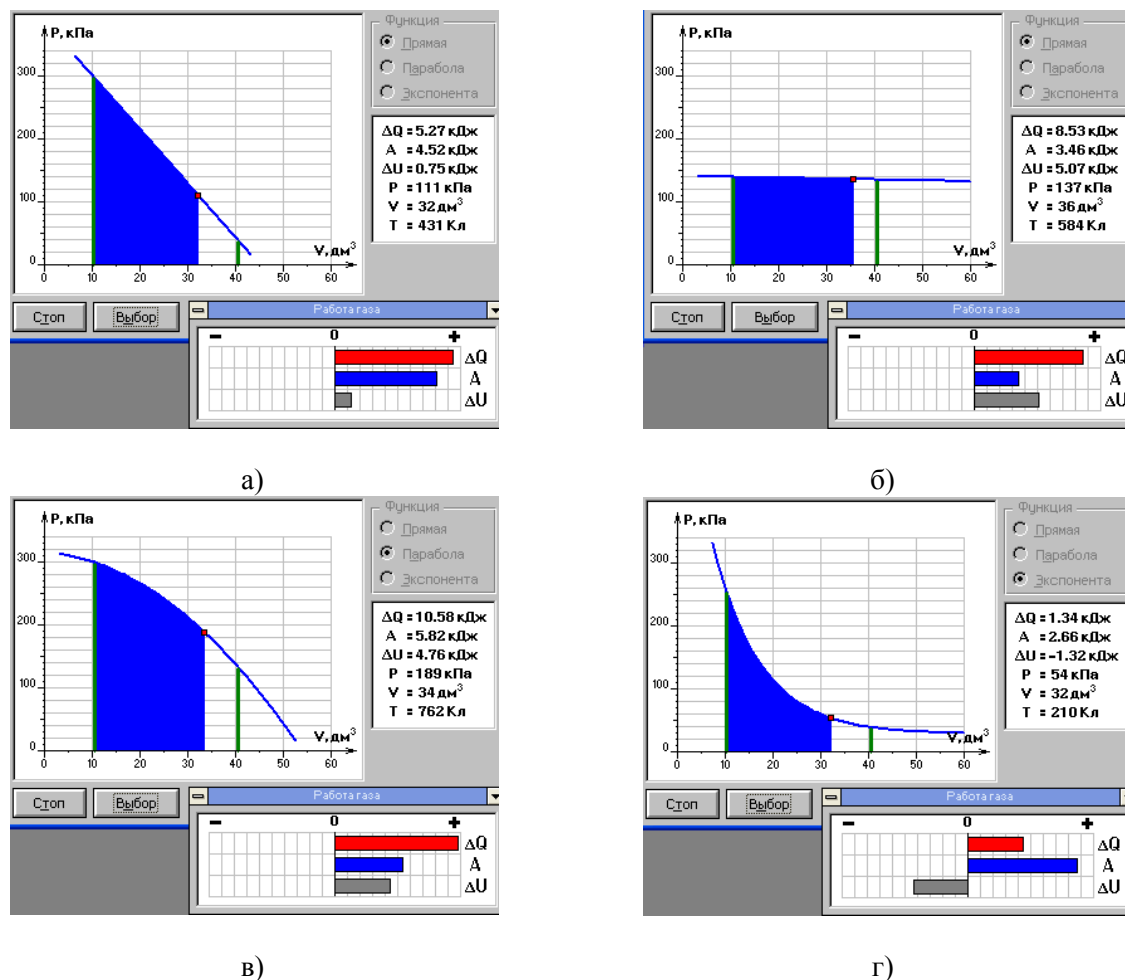 P, кПа
300
200
100
0
0 10 20 30 40 50 60
V, дм³
Функция
Прямая
Парабола
Экспонента
ΔQ = 5.27 кДж
A = 4.52 кДж
ΔU = 0.75 кДж
P = 111 кПа
V = 32 дм³
T = 431 Кл
Стоп
Выбор
Работа газа
− 0 +
ΔQ
A
ΔU
а)
P, кПа
300
200
100
0
0 10 20 30 40 50 60
V, дм³
Функция
Прямая
Парабола
Экспонента
ΔQ = 8.53 кДж
A = 3.46 кДж
ΔU = 5.07 кДж
P = 137 кПа
V = 36 дм³
T = 584 Кл
Стоп
Выбор
Работа газа
− 0 +
ΔQ
A
ΔU
б)
P, кПа
300
200
100
0
0 10 20 30 40 50 60
V, дм³
Функция
Прямая
Парабола
Экспонента
ΔQ = 10.58 кДж
A = 5.82 кДж
ΔU = 4.76 кДж
P = 189 кПа
V = 34 дм³
T = 762 Кл
Стоп
Выбор
Работа газа
− 0 +
ΔQ
A
ΔU
в)
P, кПа
300
200
100
0
0 10 20 30 40 50 60
V, дм³
Функция
Прямая
Парабола
Экспонента
ΔQ = 1.34 кДж
A = 2.66 кДж
ΔU = -1.32 кДж
P = 54 кПа
V = 32 дм³
T = 210 Кл
Стоп
Выбор
Работа газа
− 0 +
ΔQ
A
ΔU
г)